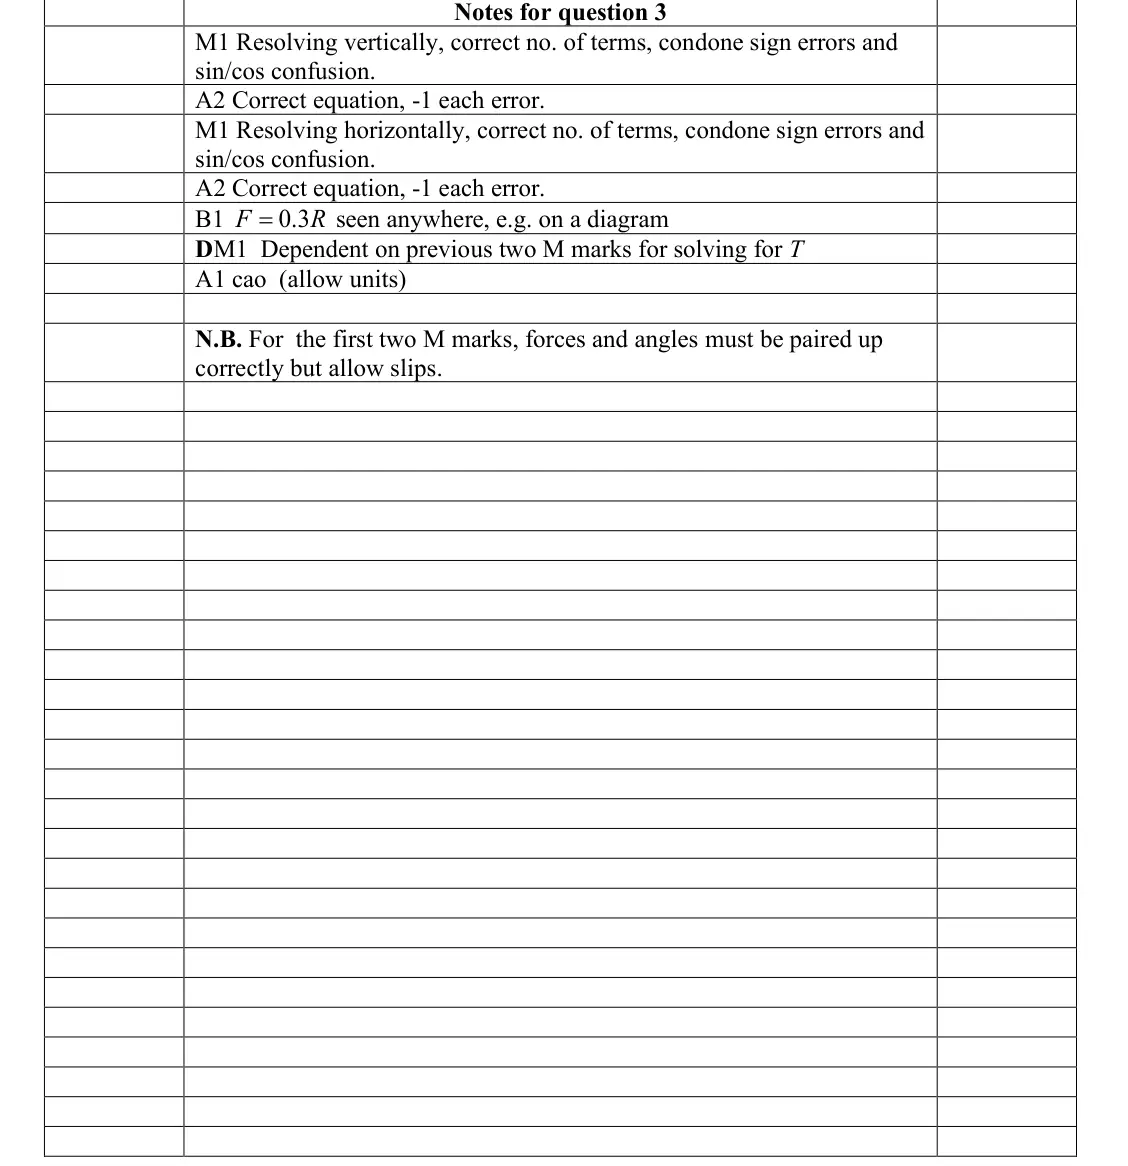 Notes for question 3
M1 Resolving vertically, correct no. of terms, condone sign errors and
sin/cos confusion.
A2 Correct equation, -1 each error.
M1 Resolving horizontally, correct no. of terms, condone sign errors and
sin/cos confusion.
A2 Correct equation, -1 each error.
B1 F = 0.3R seen anywhere, e.g. on a diagram
DM1 Dependent on previous two M marks for solving for T
A1 cao (allow units)
N.B. For the first two M marks, forces and angles must be paired up
correctly but allow slips.